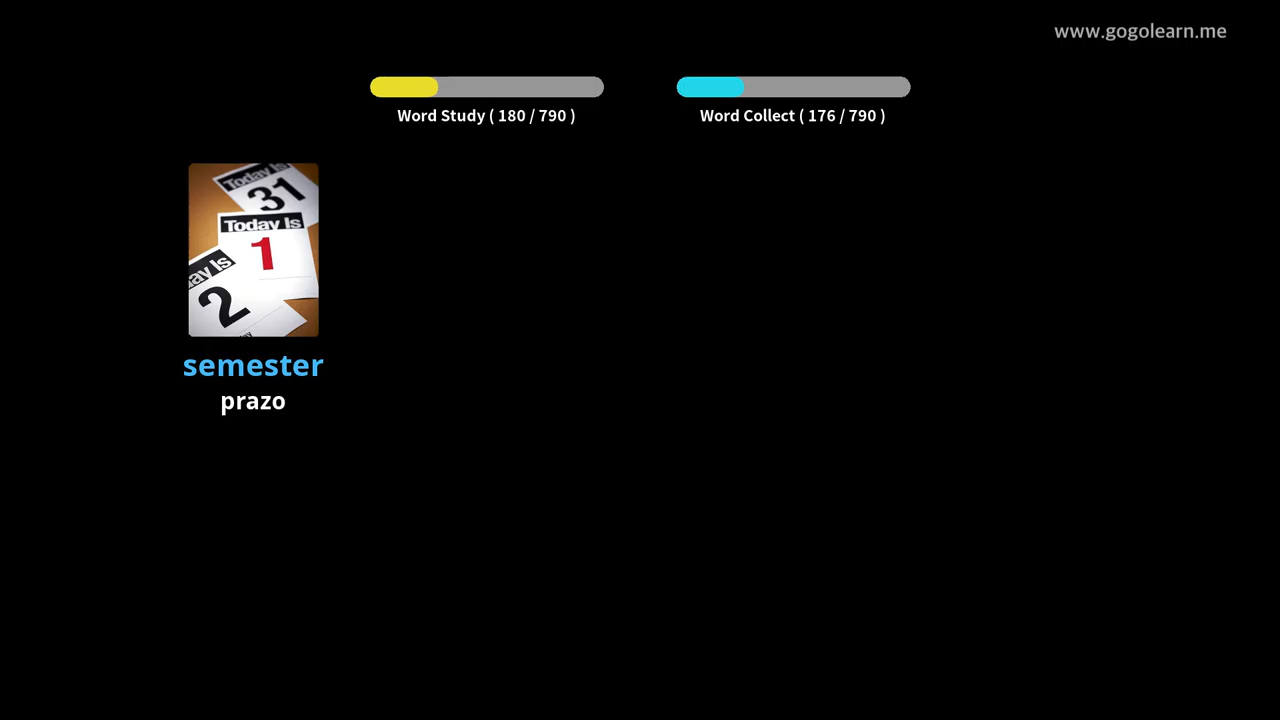 www.gogolearn.me
Word Study ( 180 / 790 )
Word Collect ( 176 / 790 )
Today Is
31
Today Is
1
ay Is
2
semester
prazo